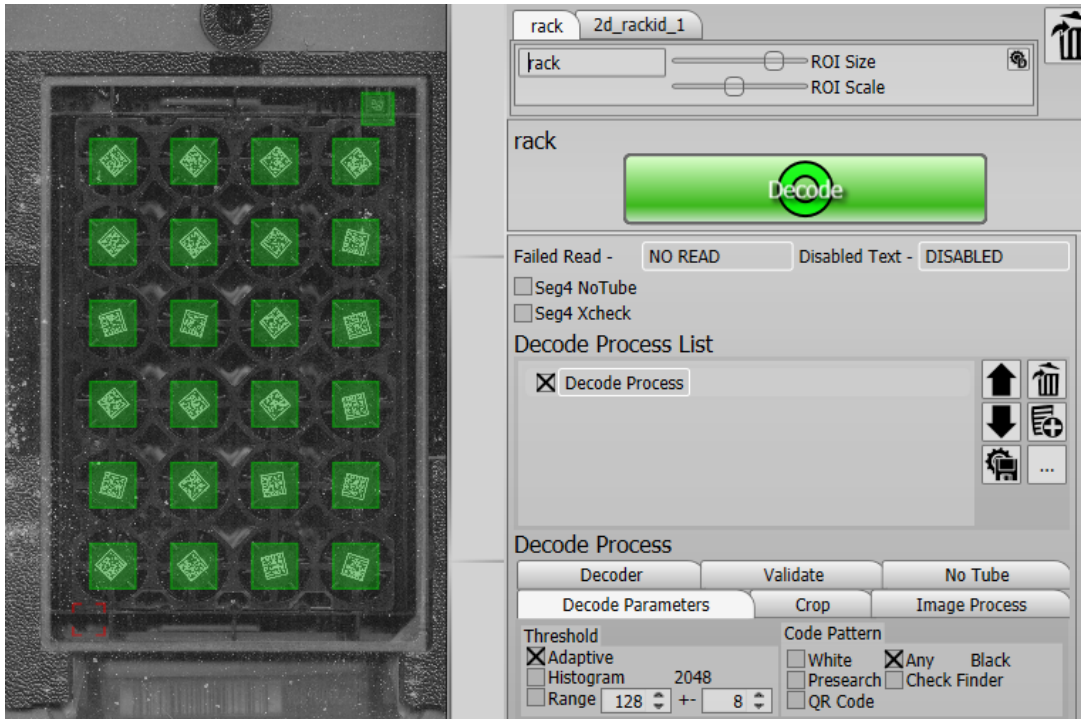 rack 2d_rackid_1
rack ROI Size
ROI Scale
rack
Decode
Failed Read - NO READ Disabled Text - DISABLED
Seg4 NoTube
Seg4 Xcheck
Decode Process List
Decode Process
...
Decode Process
Decoder Validate No Tube
Decode Parameters Crop Image Process
Threshold Code Pattern
Adaptive White Any Black
Histogram 2048 Presearch Check Finder
Range 128 +- 8 QR Code